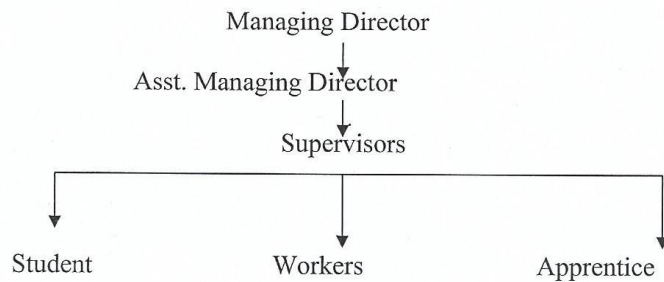 Managing Director
Asst. Managing Director
Supervisors
Student Workers Apprentice